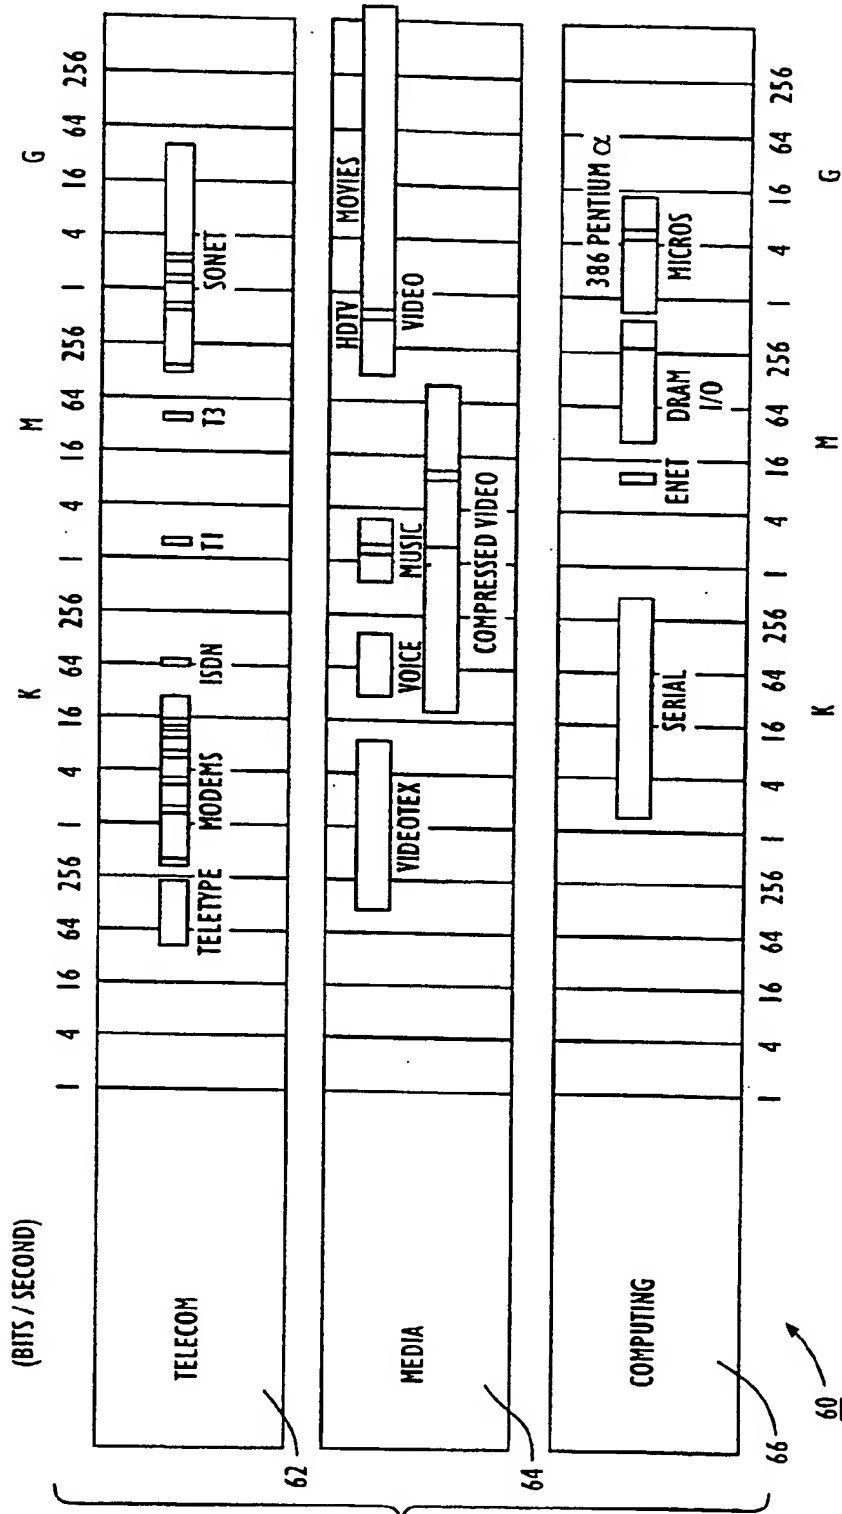 (BITS / SECOND)
K M G
1 4 16 64 256 1 4 16 64 256 1 4 16 64 256 1 4 16 64 256
TELECOM
TELETYPE MODEMS ISDN T1 T3 SONET
62
HDTV MOVIES
MEDIA
VIDEOTEX VOICE MUSIC VIDEO
COMPRESSED VIDEO
64
386 PENTIUM α
COMPUTING
SERIAL ENET DRAM I/O MICROS
66
1 4 16 64 256 1 4 16 64 256 1 4 16 64 256 1 4 16 64 256
K M G
60